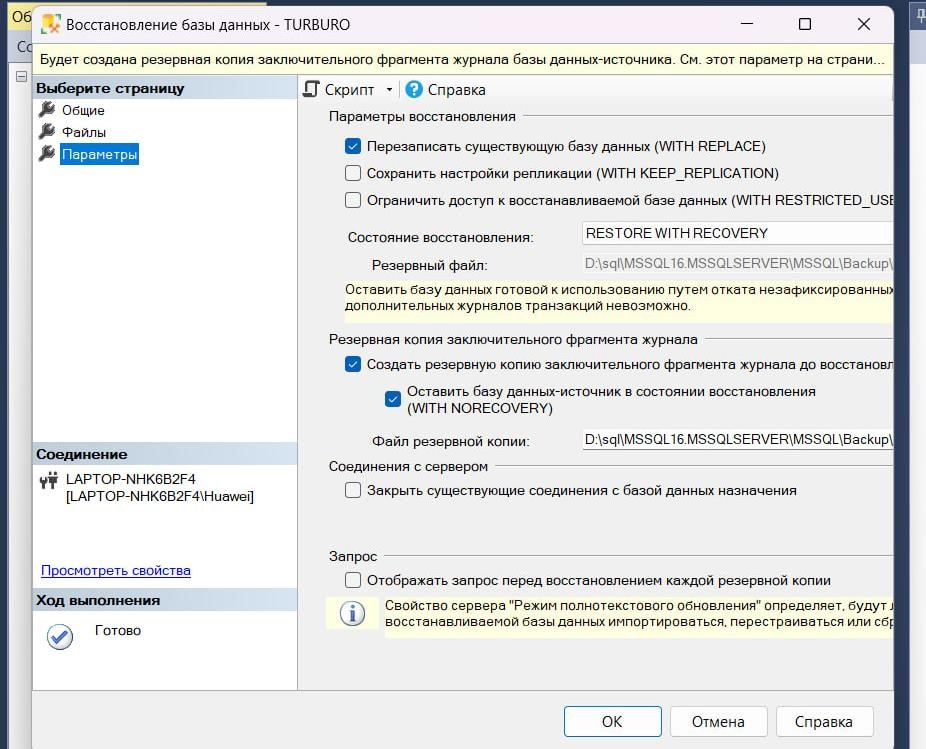 Об
Восстановление базы данных - TURBURO
Со
Будет создана резервная копия заключительного фрагмента журнала базы данных-источника. См. этот параметр на страни...
Выберите страницу
Общие
Файлы
Параметры
Скрипт
Справка
Параметры восстановления
Перезаписать существующую базу данных (WITH REPLACE)
Сохранить настройки репликации (WITH KEEP_REPLICATION)
Ограничить доступ к восстанавливаемой базе данных (WITH RESTRICTED_USE
Состояние восстановления:
RESTORE WITH RECOVERY
Резервный файл:
D:\sql\MSSQL16.MSSQLSERVER\MSSQL\Backup\
Оставить базу данных готовой к использованию путем отката незафиксированных
дополнительных журналов транзакций невозможно.
Резервная копия заключительного фрагмента журнала
Создать резервную копию заключительного фрагмента журнала до восстановл
Оставить базу данных-источник в состоянии восстановления
(WITH NORECOVERY)
Файл резервной копии:
D:\sql\MSSQL16.MSSQLSERVER\MSSQL\Backup\
Соединения с сервером
Закрыть существующие соединения с базой данных назначения
Запрос
Отображать запрос перед восстановлением каждой резервной копии
Свойство сервера "Режим полнотекстового обновления" определяет, будут л
восстанавливаемой базы данных импортироваться, перестраиваться или сбр
Соединение
LAPTOP-NHK6B2F4
[LAPTOP-NHK6B2F4\Huawei]
Просмотреть свойства
Ход выполнения
Готово
ОК
Отмена
Справка